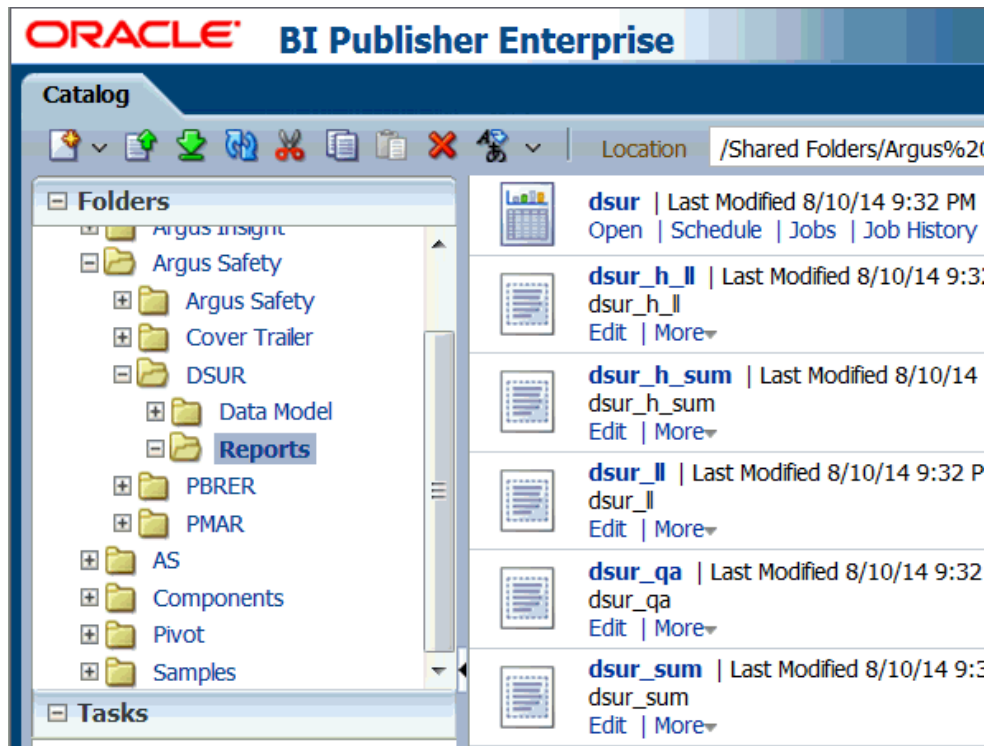 ORACLE BI Publisher Enterprise
Catalog
Location /Shared Folders/Argus%20
Folders
Argus Insight
Argus Safety
Argus Safety
Cover Trailer
DSUR
Data Model
Reports
PBRER
PMAR
AS
Components
Pivot
Samples
Tasks
dsur | Last Modified 8/10/14 9:32 PM
Open | Schedule | Jobs | Job History
dsur_h_ll | Last Modified 8/10/14 9:32
dsur_h_ll
Edit | More
dsur_h_sum | Last Modified 8/10/14
dsur_h_sum
Edit | More
dsur_ll | Last Modified 8/10/14 9:32 P
dsur_ll
Edit | More
dsur_qa | Last Modified 8/10/14 9:32
dsur_qa
Edit | More
dsur_sum | Last Modified 8/10/14 9:3
dsur_sum
Edit | More